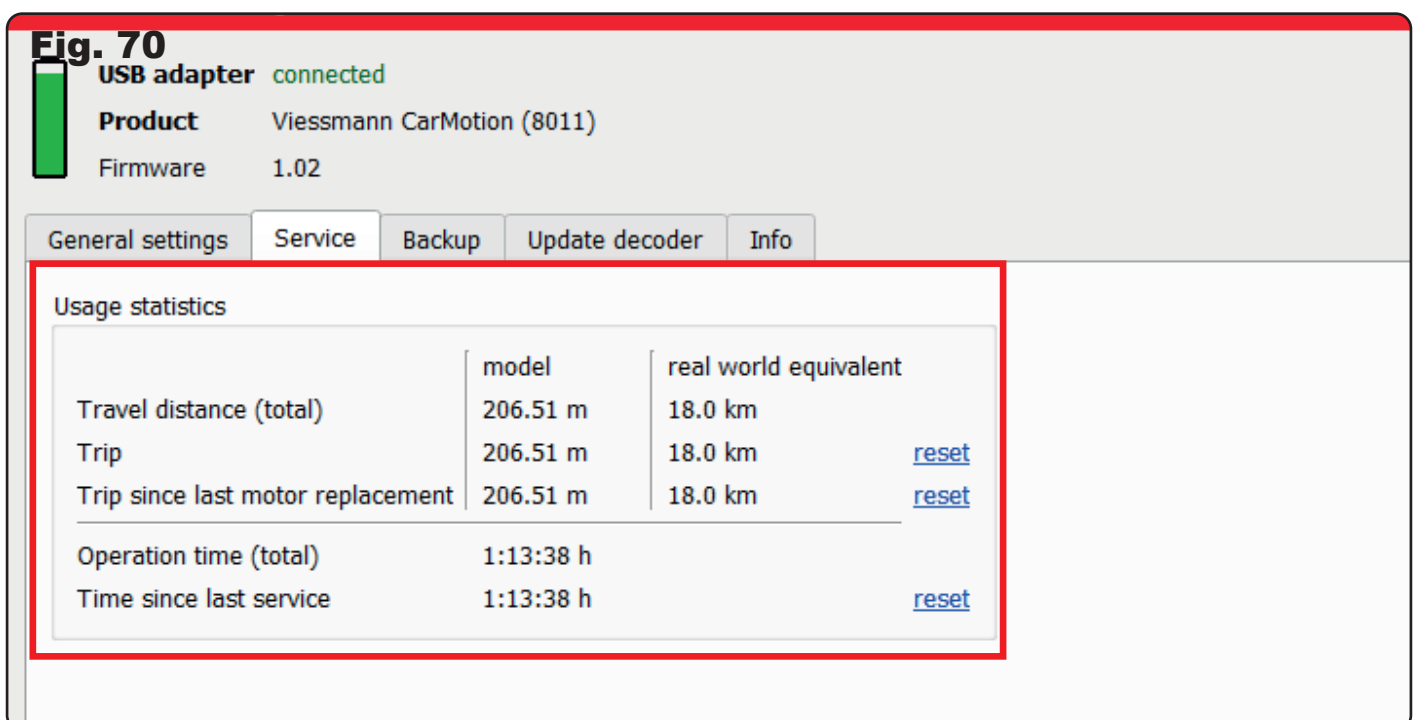 Fig. 70
USB adapter connected
Product Viessmann CarMotion (8011)
Firmware 1.02
General settings Service Backup Update decoder Info
Usage statistics
model real world equivalent
Travel distance (total) 206.51 m 18.0 km
Trip 206.51 m 18.0 km reset
Trip since last motor replacement 206.51 m 18.0 km reset
Operation time (total) 1:13:38 h
Time since last service 1:13:38 h reset